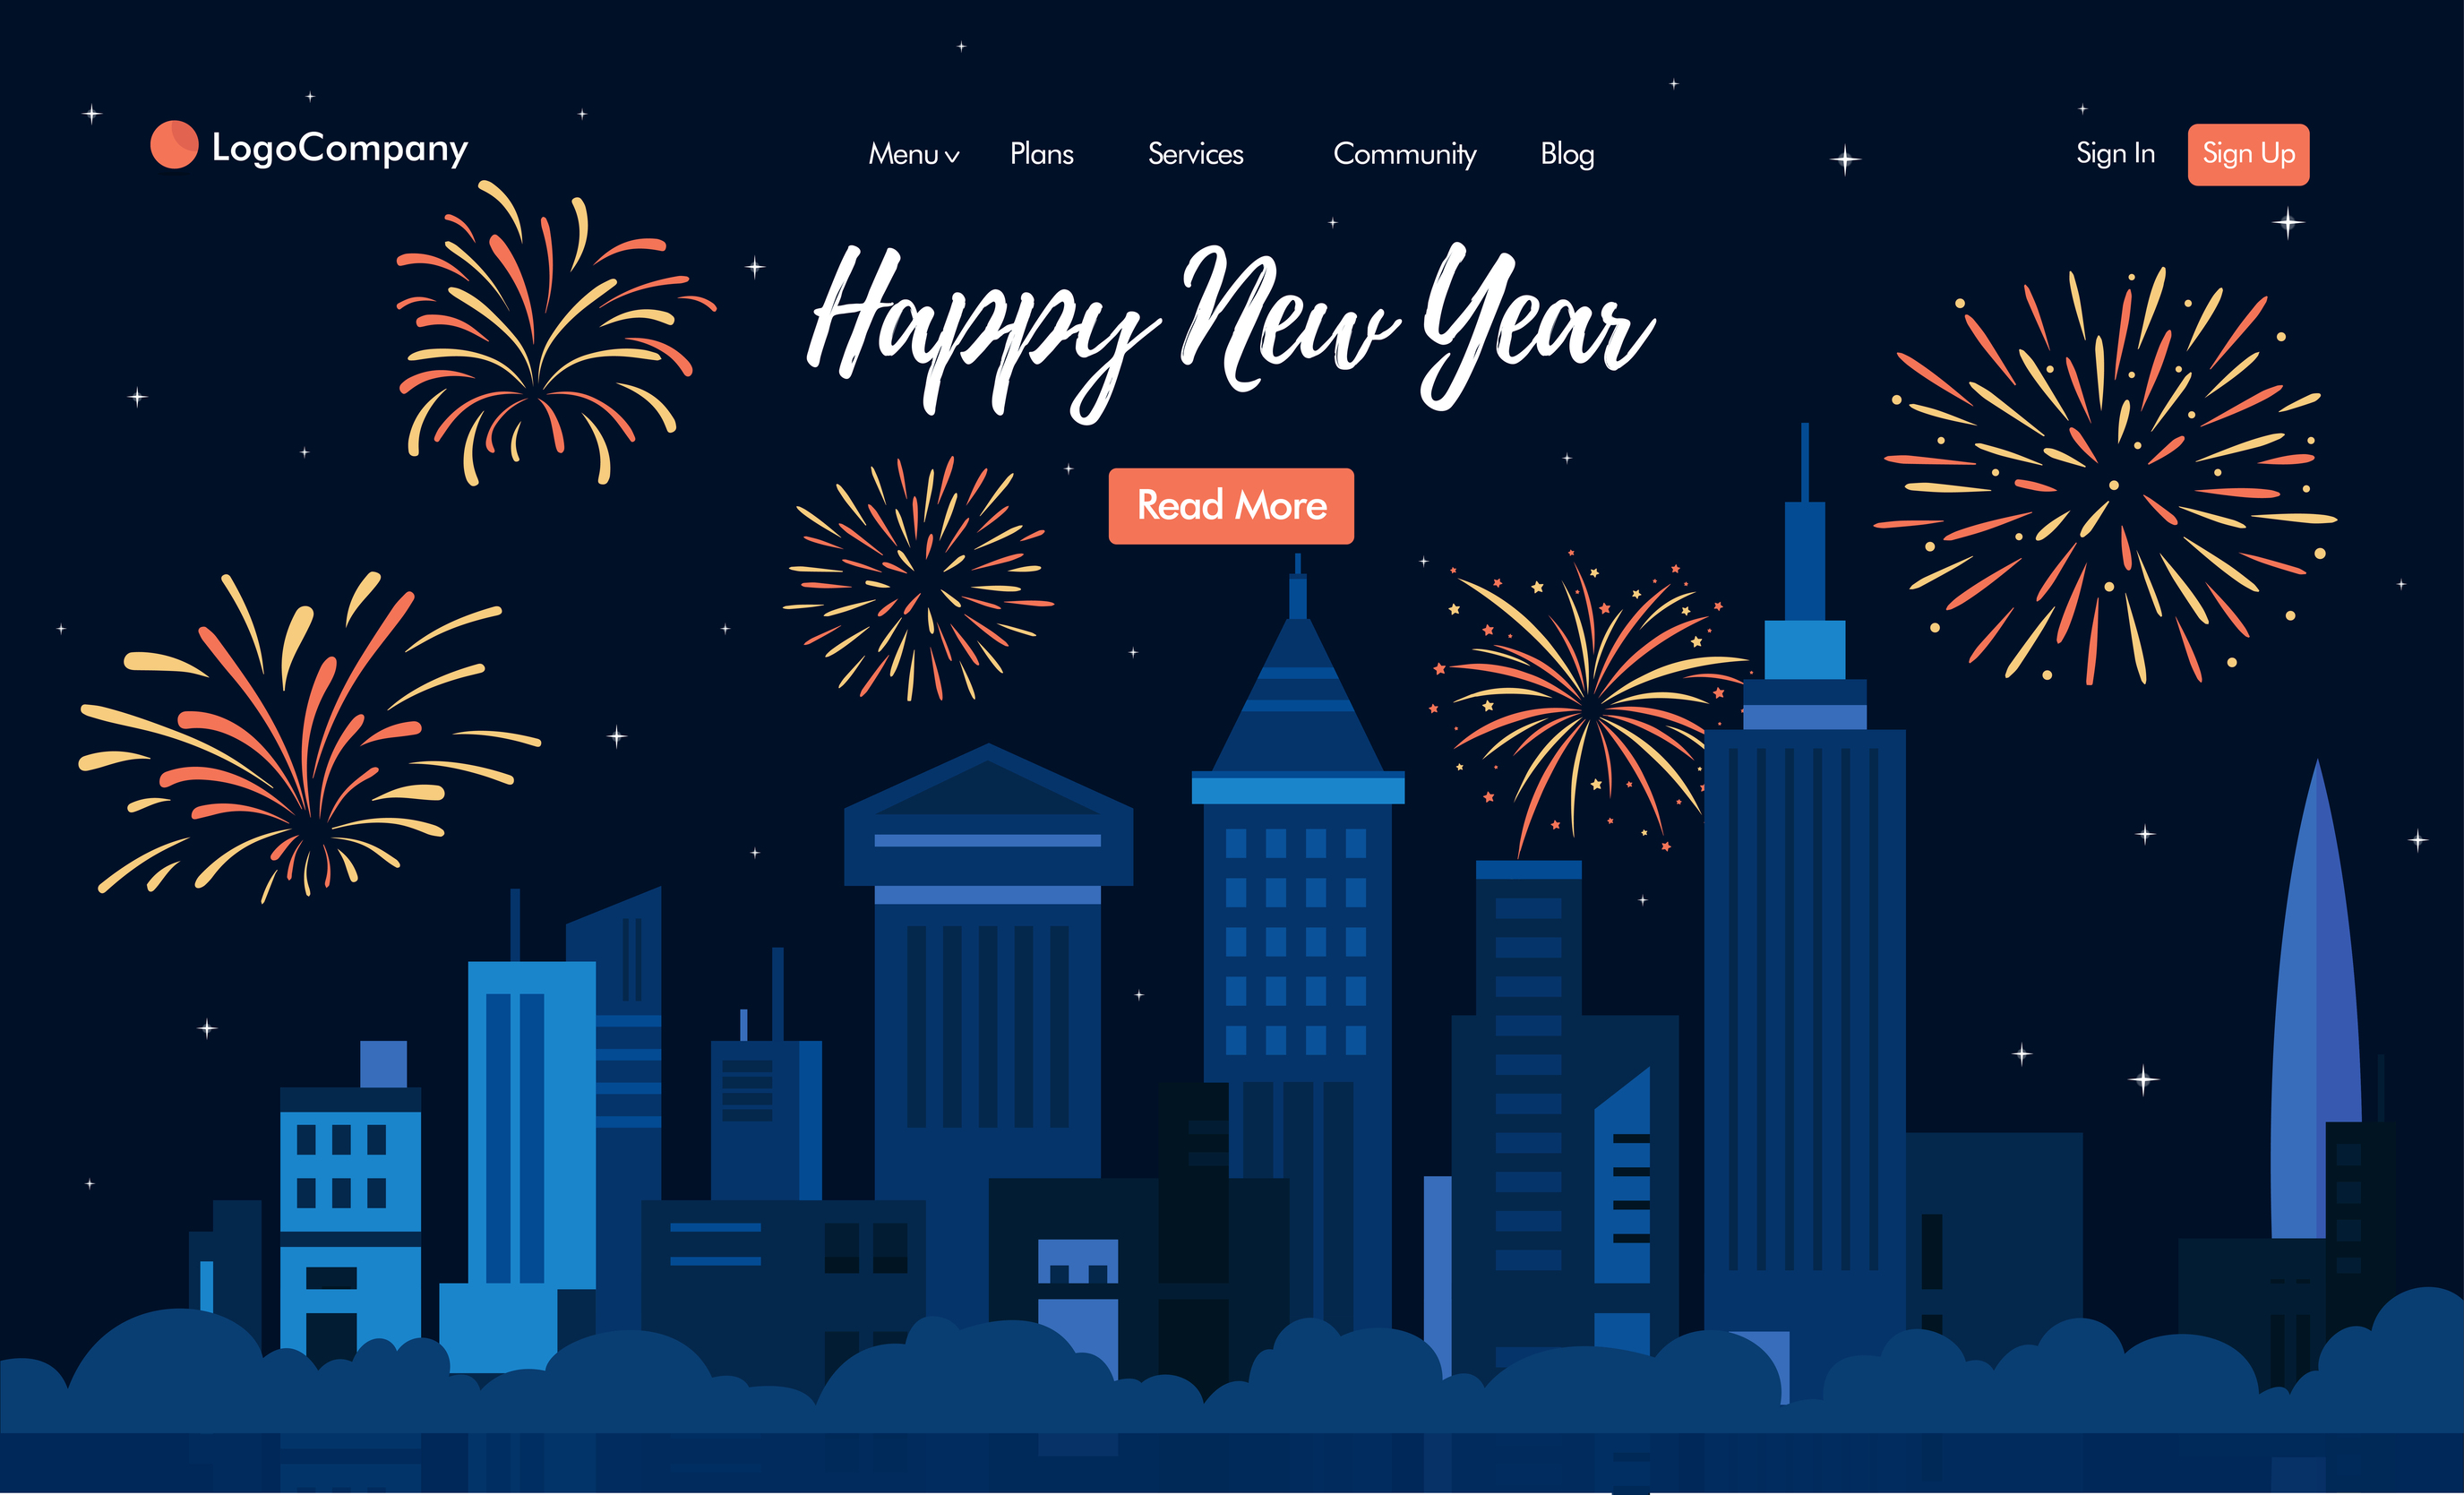 LogoCompany Menu Plans Services Community Blog Sign In Sign Up
Happy New Year
Read More